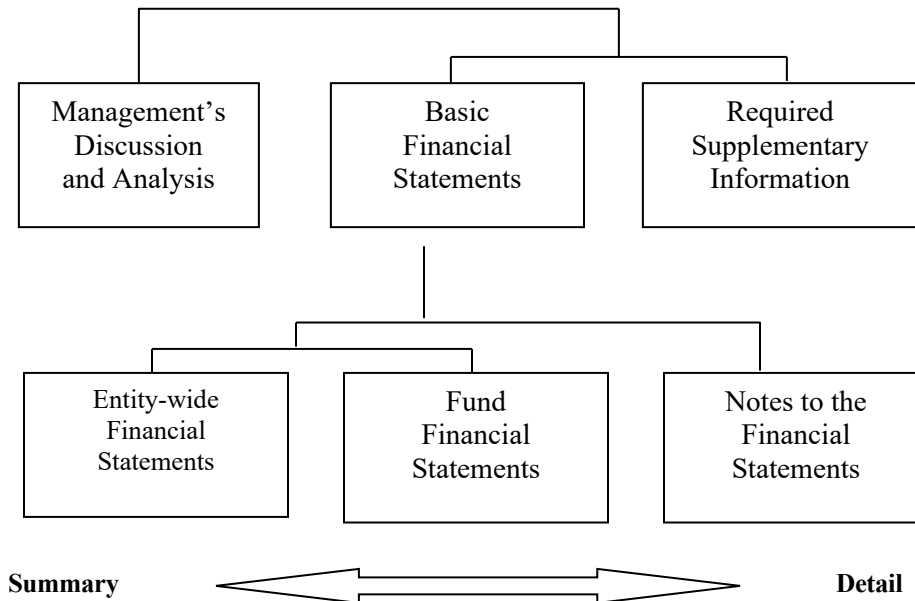 Management’s
Discussion
and Analysis
Basic
Financial
Statements
Required
Supplementary
Information
Entity-wide
Financial
Statements
Fund
Financial
Statements
Notes to the
Financial
Statements
Summary
Detail